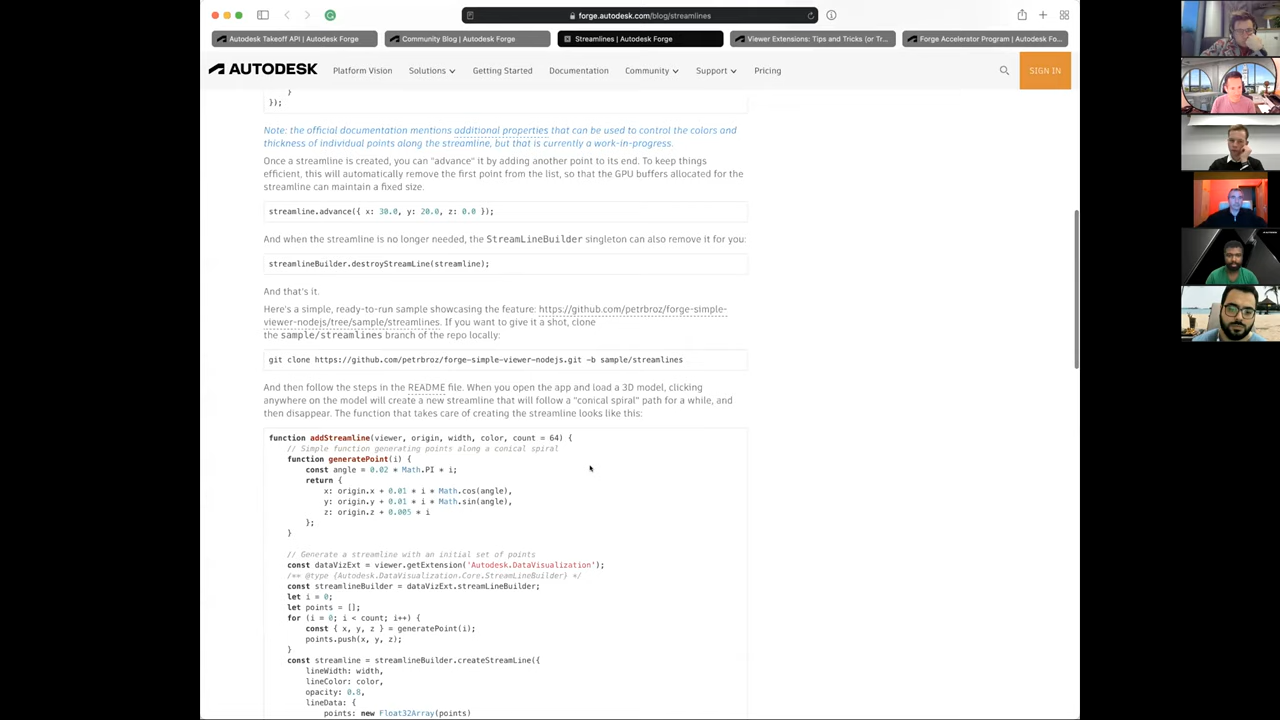 forge.autodesk.com/blog/streamlines
Autodesk Takeoff API | Autodesk Forge
Community Blog | Autodesk Forge
Streamlines | Autodesk Forge
Viewer Extensions: Tips and Tricks (or Tr...
Forge Accelerator Program | Autodesk Fo...
AUTODESK
Platform Vision
Solutions
Getting Started
Documentation
Community
Support
Pricing
SIGN IN
}
});
Note: the official documentation mentions additional properties that can be used to control the colors and
thickness of individual points along the streamline, but that is currently a work-in-progress.
Once a streamline is created, you can "advance" it by adding another point to its end. To keep things
efficient, this will automatically remove the first point from the list, so that the GPU buffers allocated for the
streamline can maintain a fixed size.
streamline.advance({ x: 30.0, y: 20.0, z: 0.0 });
And when the streamline is no longer needed, the StreamLineBuilder singleton can also remove it for you:
streamlineBuilder.destroyStreamLine(streamline);
And that's it.
Here's a simple, ready-to-run sample showcasing the feature: https://github.com/petrbroz/forge-simple-
viewer-nodejs/tree/sample/streamlines. If you want to give it a shot, clone
the sample/streamlines branch of the repo locally:
git clone https://github.com/petrbroz/forge-simple-viewer-nodejs.git -b sample/streamlines
And then follow the steps in the README file. When you open the app and load a 3D model, clicking
anywhere on the model will create a new streamline that will follow a "conical spiral" path for a while, and
then disappear. The function that takes care of creating the streamline looks like this:
function addStreamline(viewer, origin, width, color, count = 64) {
// Simple function generating points along a conical spiral
function generatePoint(i) {
const angle = 0.02 * Math.PI * i;
return {
x: origin.x + 0.01 * i * Math.cos(angle),
y: origin.y + 0.01 * i * Math.sin(angle),
z: origin.z + 0.005 * i
};
}
// Generate a streamline with an initial set of points
const dataVizExt = viewer.getExtension('Autodesk.DataVisualization');
/** @type {Autodesk.DataVisualization.Core.StreamLineBuilder} */
const streamlineBuilder = dataVizExt.streamLineBuilder;
let i = 0;
let points = [];
for (i = 0; i < count; i++) {
const { x, y, z } = generatePoint(i);
points.push(x, y, z);
}
const streamline = streamlineBuilder.createStreamLine({
lineWidth: width,
lineColor: color,
opacity: 0.8,
lineData: {
points: new Float32Array(points)